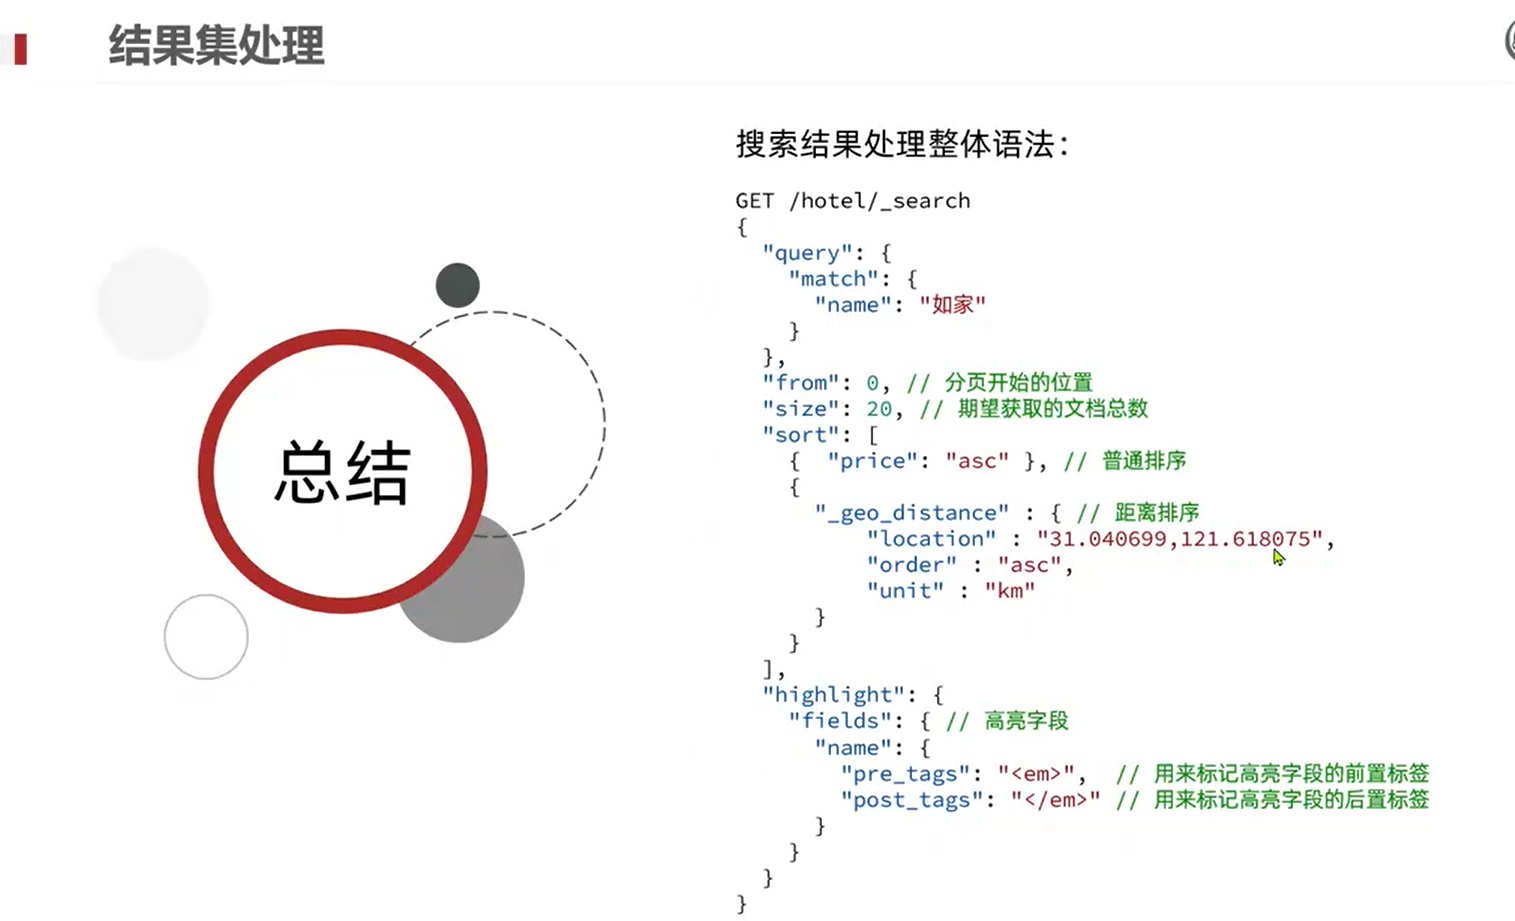 结果集处理
总结
搜索结果处理整体语法：
GET /hotel/_search
{
  "query": {
    "match": {
      "name": "如家"
    }
  },
  "from": 0, // 分页开始的位置
  "size": 20, // 期望获取的文档总数
  "sort": [
    {  "price": "asc" }, // 普通排序
    {
      "_geo_distance" : { // 距离排序
          "location" : "31.040699,121.618075",
          "order" : "asc",
          "unit" : "km"
      }
    }
  ],
  "highlight": {
    "fields": { // 高亮字段
      "name": {
        "pre_tags": "<em>",  // 用来标记高亮字段的前置标签
        "post_tags": "</em>" // 用来标记高亮字段的后置标签
      }
    }
  }
}